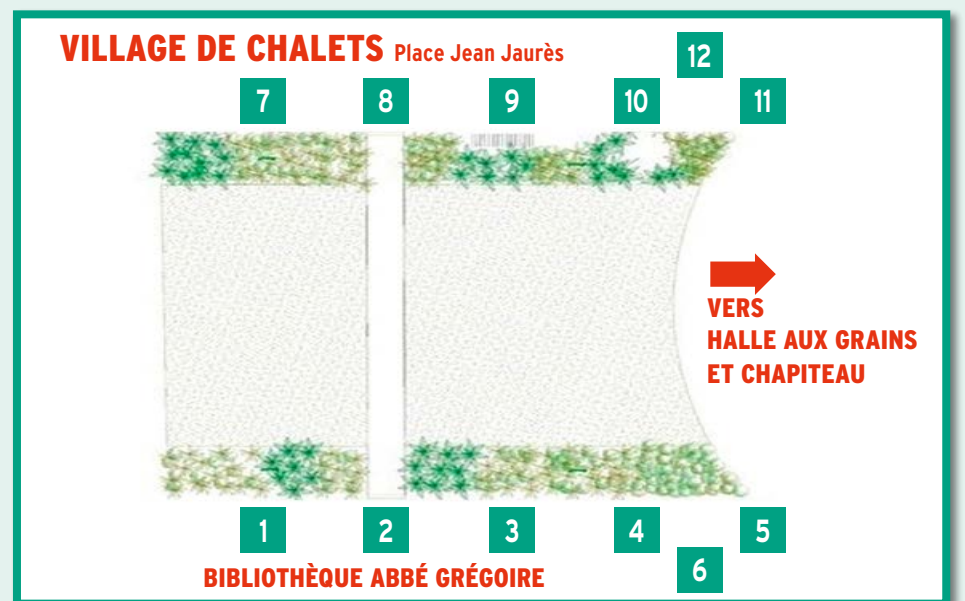 VILLAGE DE CHALETS Place Jean Jaurès
12
7 8 9 10 11
VERS
HALLE AUX GRAINS
ET CHAPITEAU
1 2 3 4 5
6
BIBLIOTHÈQUE ABBÉ GRÉGOIRE